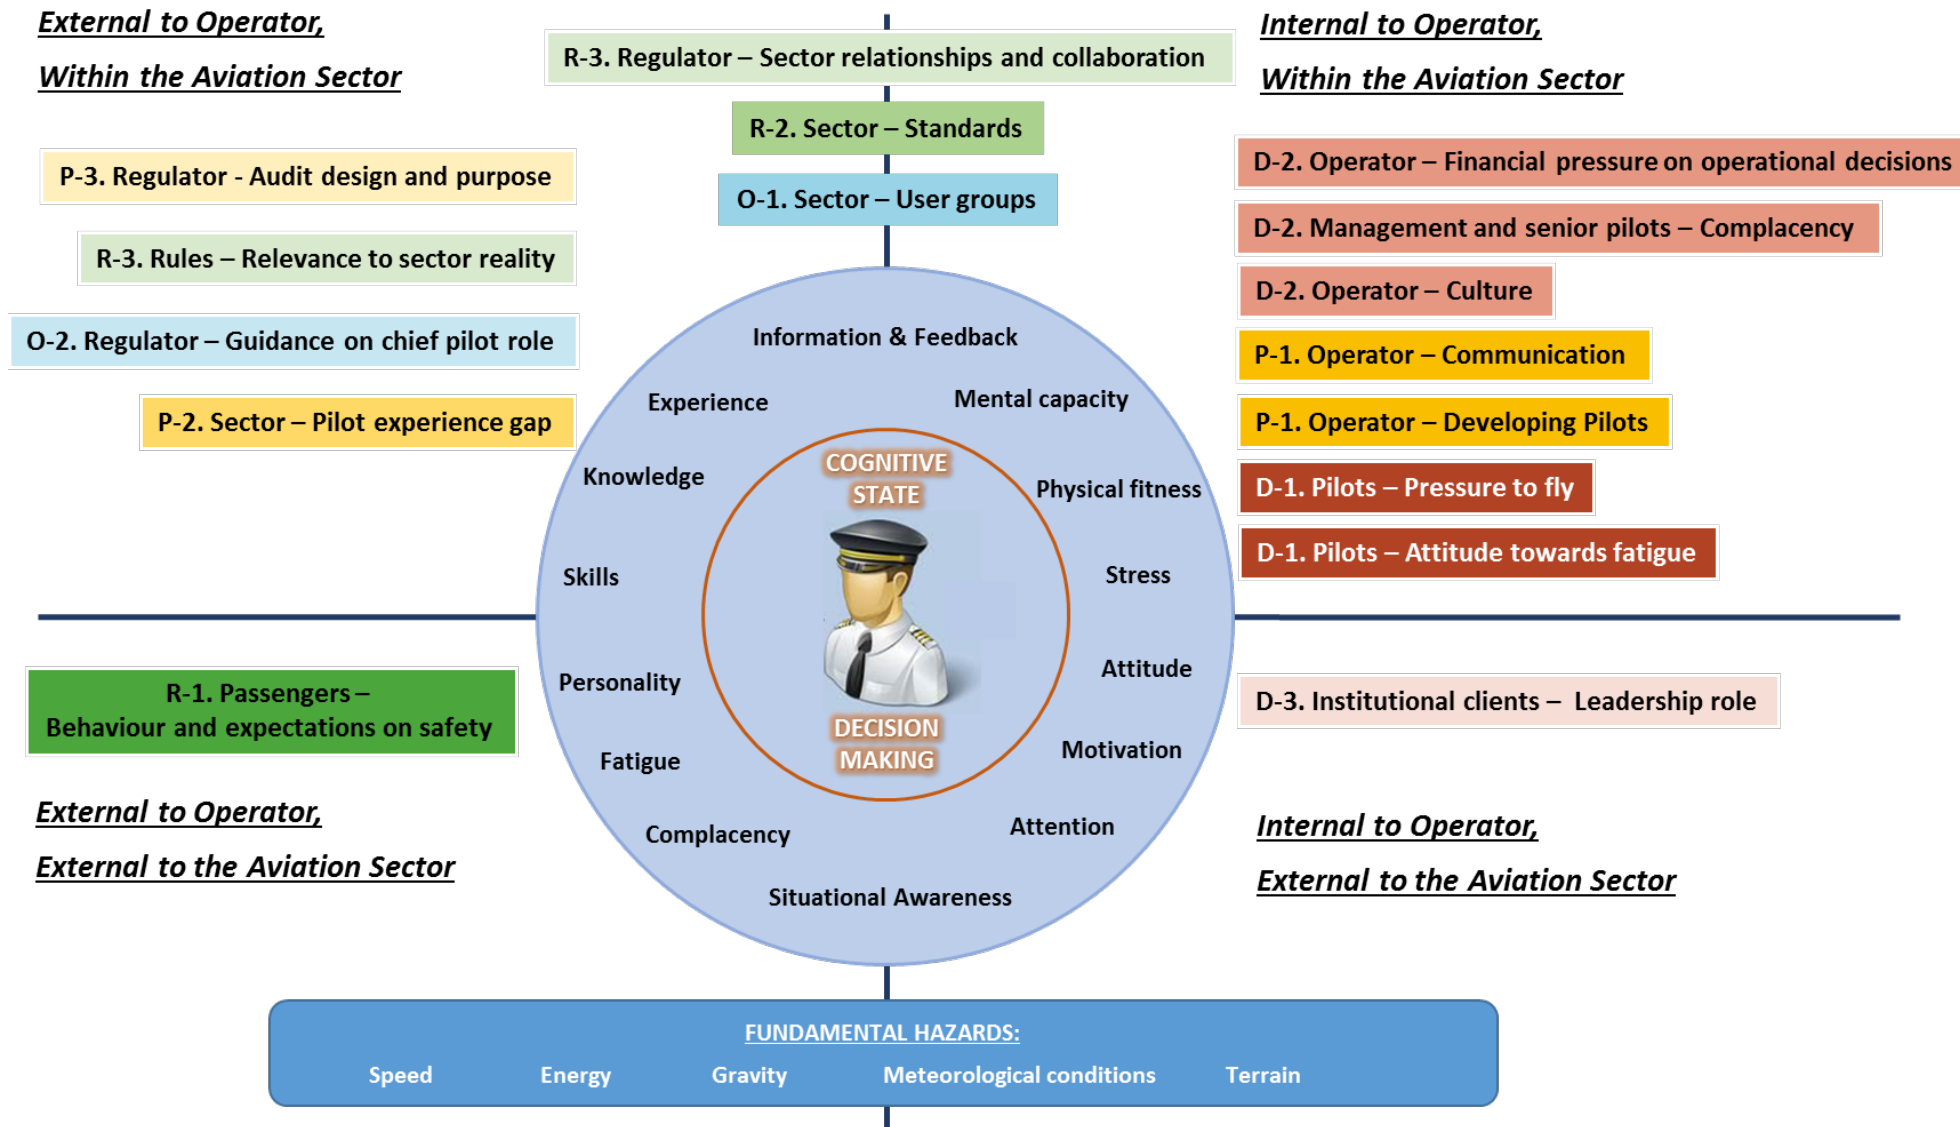 External to Operator,
Within the Aviation Sector
R-3. Regulator – Sector relationships and collaboration
R-2. Sector – Standards
O-1. Sector – User groups
Internal to Operator,
Within the Aviation Sector
P-3. Regulator - Audit design and purpose
R-3. Rules – Relevance to sector reality
O-2. Regulator – Guidance on chief pilot role
P-2. Sector – Pilot experience gap
D-2. Operator – Financial pressure on operational decisions
D-2. Management and senior pilots – Complacency
D-2. Operator – Culture
P-1. Operator – Communication
P-1. Operator – Developing Pilots
D-1. Pilots – Pressure to fly
D-1. Pilots – Attitude towards fatigue
Information & Feedback
Experience
Mental capacity
Knowledge
Physical fitness
Skills
Stress
Personality
Attitude
Fatigue
Motivation
Complacency
Attention
Situational Awareness
COGNITIVE
STATE
DECISION
MAKING
R-1. Passengers –
Behaviour and expectations on safety
External to Operator,
External to the Aviation Sector
D-3. Institutional clients – Leadership role
Internal to Operator,
External to the Aviation Sector
FUNDAMENTAL HAZARDS:
Speed
Energy
Gravity
Meteorological conditions
Terrain